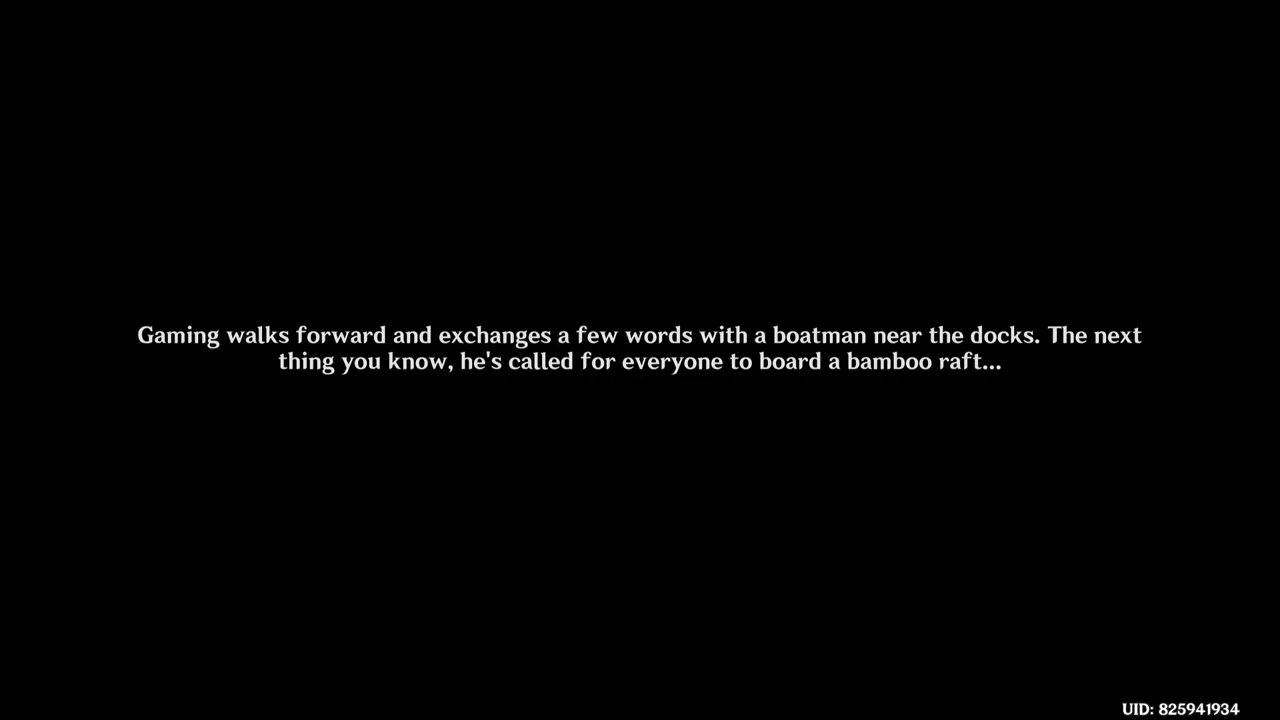 Gaming walks forward and exchanges a few words with a boatman near the docks. The next
thing you know, he's called for everyone to board a bamboo raft...
UID: 825941934